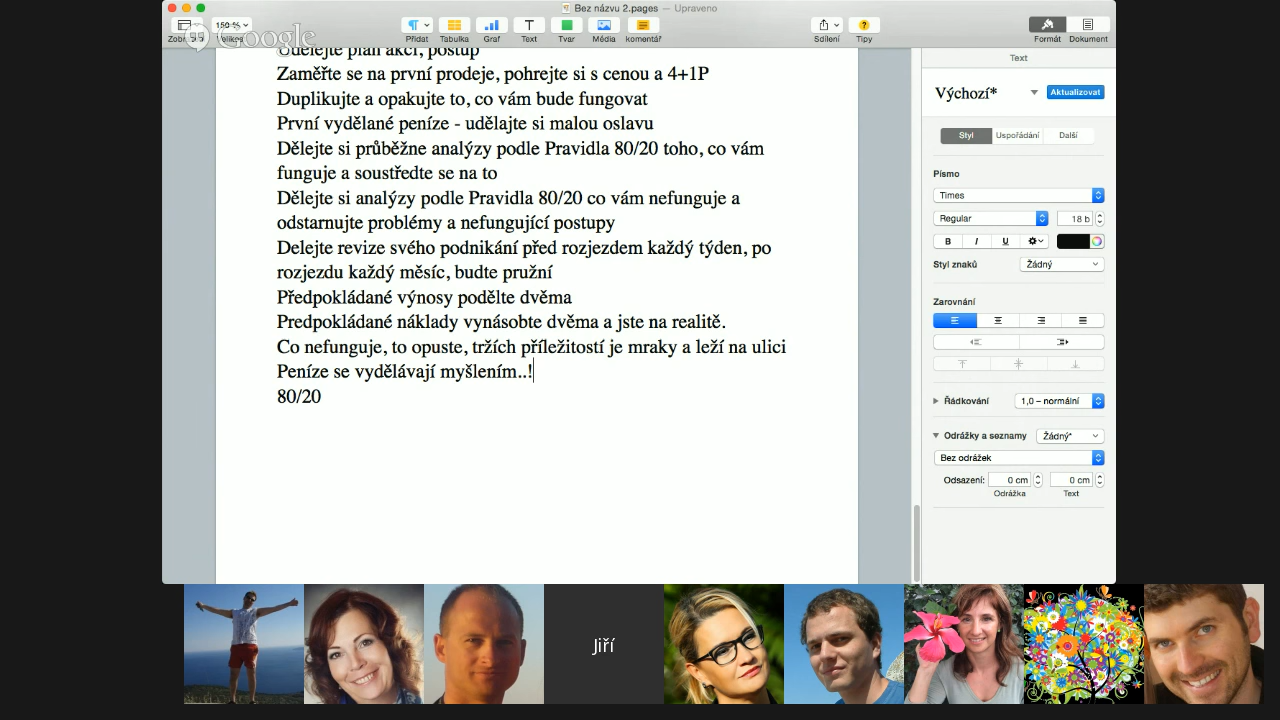 Bez názvu 2.pages — Upraveno
150 %
Google
Přidat Tabulka Graf Text Tvar Média komentář Sdílení Tipy Formát Dokument
Udělejte plán akcí, postup
Zaměřte se na první prodeje, pohrejte si s cenou a 4+1P
Duplikujte a opakujte to, co vám bude fungovat
První vydělané peníze - udělajte si malou oslavu
Dělejte si průběžne analýzy podle Pravidla 80/20 toho, co vám
funguje a soustředte se na to
Dělejte si analýzy podle Pravidla 80/20 co vám nefunguje a
odstarnujte problémy a nefungující postupy
Delejte revize svého podnikání před rozjezdem každý týden, po
rozjezdu každý měsíc, budte pružní
Předpokládané výnosy podělte dvěma
Predpokládané náklady vynásobte dvěma a jste na realitě.
Co nefunguje, to opuste, tržích příležitostí je mraky a leží na ulici
Peníze se vydělávají myšlením..!
80/20
Text
Výchozí*
Aktualizovat
Styl Uspořádání Další
Písmo
Times
Regular 18 b
B I U
Styl znaků Žádný
Zarovnání
Řádkování 1,0 – normální
Odrážky a seznamy Žádný*
Bez odrážek
Odsazení: 0 cm 0 cm
Odrážka Text
Jiří